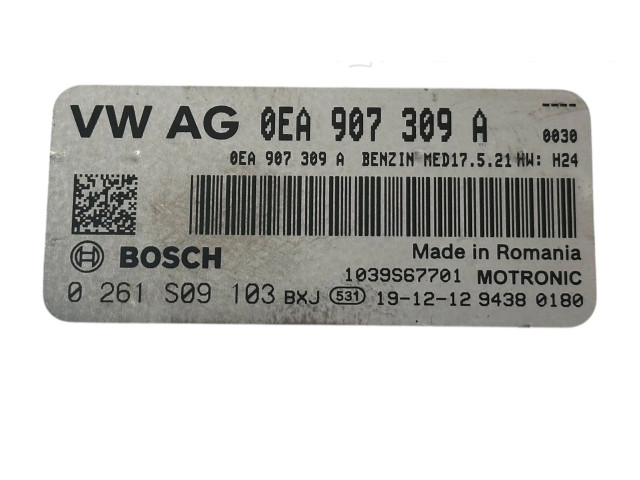 ----
VW AG 0EA 907 309 A 0030
0EA 907 309 A BENZIN MED17.5.21 HW: H24
BOSCH Made in Romania
1039S67701 MOTRONIC
0 261 S09 103 BXJ 531 19-12-12 9438 0180